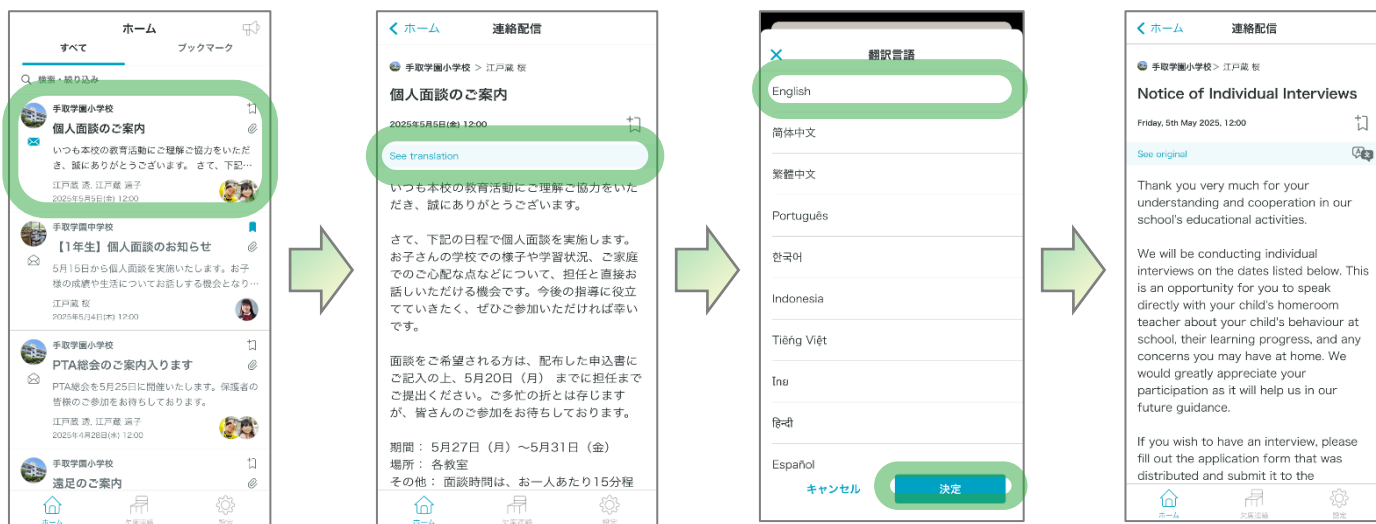 ホーム
すべて ブックマーク
検索・絞り込み
手取学園小学校
個人面談のご案内
いつも本校の教育活動にご理解ご協力をいただ
き、誠にありがとうございます。 さて、下記…
江戸蔵 透, 江戸蔵 遥子
2025年5月5日(金) 12:00
手取学園中学校
【1年生】個人面談のお知らせ
5月15日から個人面談を実施いたします。お子
様の成績や生活についてお話しする機会となり…
江戸蔵 桜
2025年5月4日(木) 12:00
手取学園小学校
PTA総会のご案内入ります
PTA総会を5月25日に開催いたします。保護者の
皆様のご参加をお待ちしております。
江戸蔵 透, 江戸蔵 遥子
2025年4月28日(水) 12:00
手取学園小学校
遠足のご案内
ホーム 欠席連絡 設定
ホーム 連絡配信
手取学園小学校 > 江戸蔵 桜
個人面談のご案内
2025年5月5日(金) 12:00
See translation
いつも本校の教育活動にご理解ご協力をいた
だき、誠にありがとうございます。
さて、下記の日程で個人面談を実施します。
お子さんの学校での様子や学習状況、ご家庭
でのご心配な点などについて、担任と直接お
話しいただける機会です。今後の指導に役立
てていきたく、ぜひご参加いただければ幸い
です。
面談をご希望される方は、配布した申込書に
ご記入の上、5月20日（月） までに担任まで
ご提出ください。ご多忙の折とは存じます
が、皆さんのご参加をお待ちしております。
期間： 5月27日（月）～5月31日（金）
場所： 各教室
その他： 面談時間は、お一人あたり15分程
ホーム 欠席連絡 設定
翻訳言語
English
简体中文
繁體中文
Português
한국어
Indonesia
Tiếng Việt
ไทย
हिन्दी
Español
キャンセル 決定
ホーム 連絡配信
手取学園小学校> 江戸蔵 桜
Notice of Individual Interviews
Friday, 5th May 2025, 12:00
See original
Thank you very much for your
understanding and cooperation in our
school's educational activities.
We will be conducting individual
interviews on the dates listed below. This
is an opportunity for you to speak
directly with your child's homeroom
teacher about your child's behaviour at
school, their learning progress, and any
concerns you may have at home. We
would greatly appreciate your
participation as it will help us in our
future guidance.
If you wish to have an interview, please
fill out the application form that was
distributed and submit it to the
ホーム 欠席連絡 設定